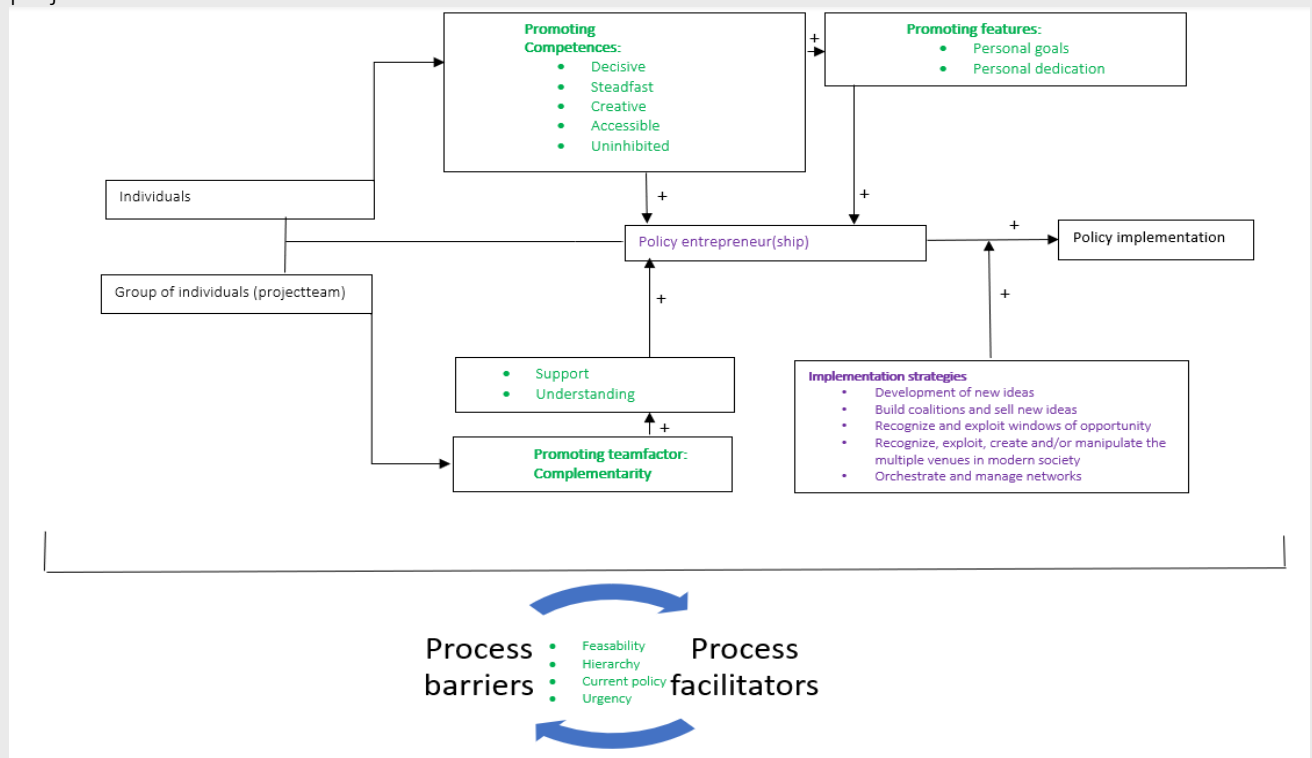 Promoting
Competences:
• Decisive
• Steadfast
• Creative
• Accessible
• Uninhibited
+
Promoting features:
• Personal goals
• Personal dedication
Individuals
+
+
Policy entrepreneur(ship)
+
Policy implementation
Group of individuals (projectteam)
+
+
• Support
• Understanding
+
Promoting teamfactor:
Complementarity
Implementation strategies
• Development of new ideas
• Build coalitions and sell new ideas
• Recognize and exploit windows of opportunity
• Recognize, exploit, create and/or manipulate the
multiple venues in modern society
• Orchestrate and manage networks
Process
barriers
• Feasability
• Hierarchy
• Current policy
• Urgency
Process
facilitators